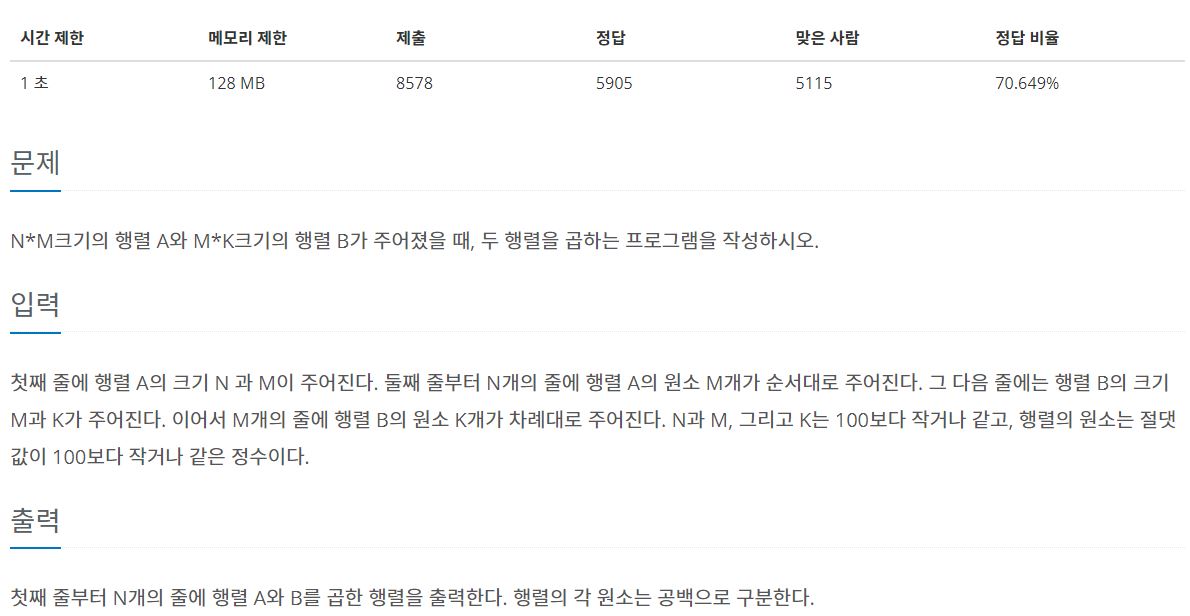 시간 제한 메모리 제한 제출 정답 맞은 사람 정답 비율
1 초 128 MB 8578 5905 5115 70.649%
문제
N*M크기의 행렬 A와 M*K크기의 행렬 B가 주어졌을 때, 두 행렬을 곱하는 프로그램을 작성하시오.
입력
첫째 줄에 행렬 A의 크기 N 과 M이 주어진다. 둘째 줄부터 N개의 줄에 행렬 A의 원소 M개가 순서대로 주어진다. 그 다음 줄에는 행렬 B의 크기
M과 K가 주어진다. 이어서 M개의 줄에 행렬 B의 원소 K개가 차례대로 주어진다. N과 M, 그리고 K는 100보다 작거나 같고, 행렬의 원소는 절댓
값이 100보다 작거나 같은 정수이다.
출력
첫째 줄부터 N개의 줄에 행렬 A와 B를 곱한 행렬을 출력한다. 행렬의 각 원소는 공백으로 구분한다.